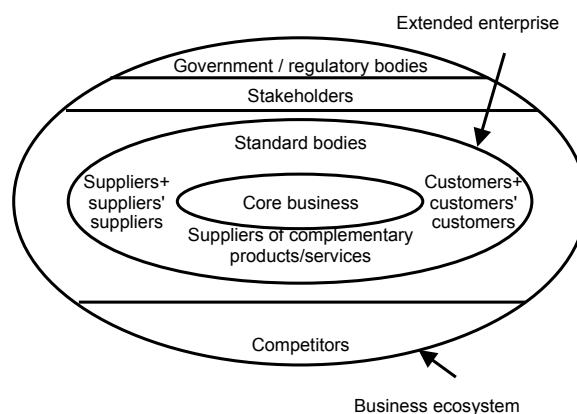 Extended enterprise
Government / regulatory bodies
Stakeholders
Standard bodies
Suppliers+
suppliers'
suppliers
Core business
Customers+
customers'
customers
Suppliers of complementary
products/services
Competitors
Business ecosystem